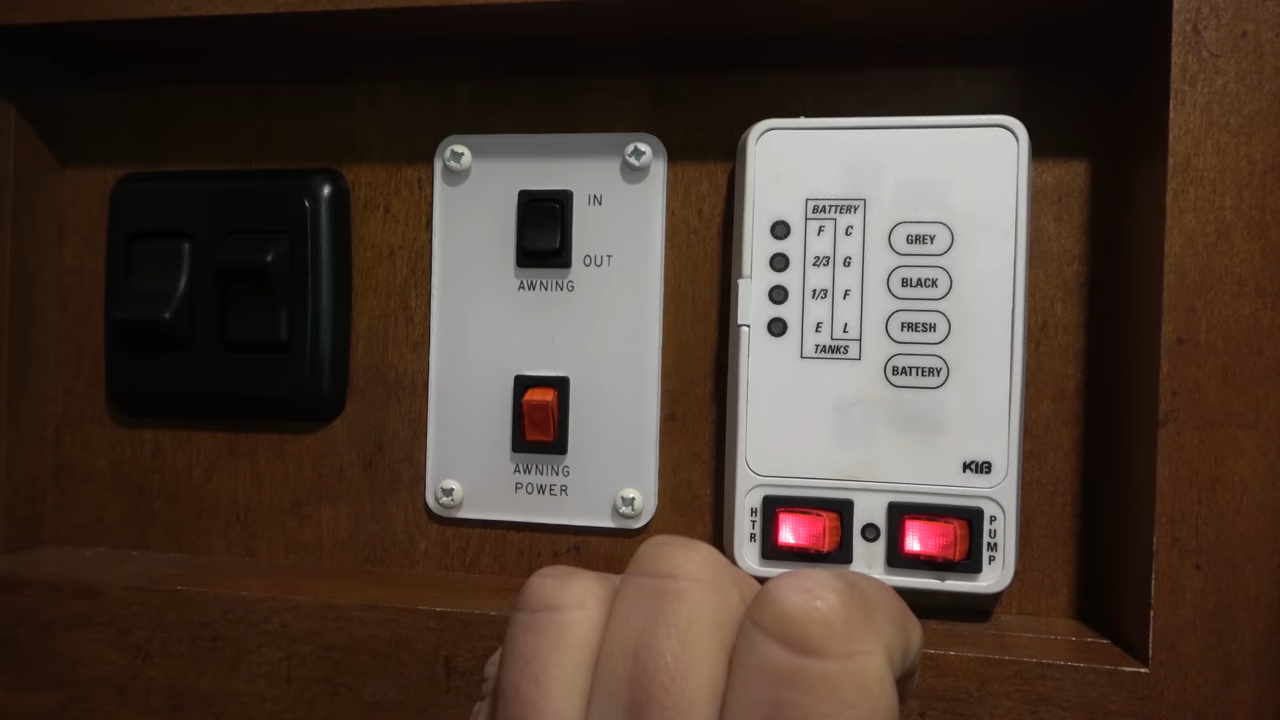 IN
OUT
AWNING
AWNING
POWER
BATTERY
F C
2/3 G
1/3 F
E L
TANKS
GREY
BLACK
FRESH
BATTERY
KIB
HTR
PUMP